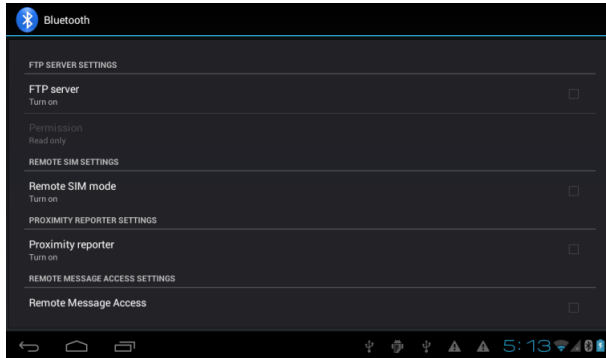 Bluetooth
FTP SERVER SETTINGS
FTP server
Turn on
Permission
Read only
REMOTE SIM SETTINGS
Remote SIM mode
Turn on
PROXIMITY REPORTER SETTINGS
Proximity reporter
Turn on
REMOTE MESSAGE ACCESS SETTINGS
Remote Message Access
5:13